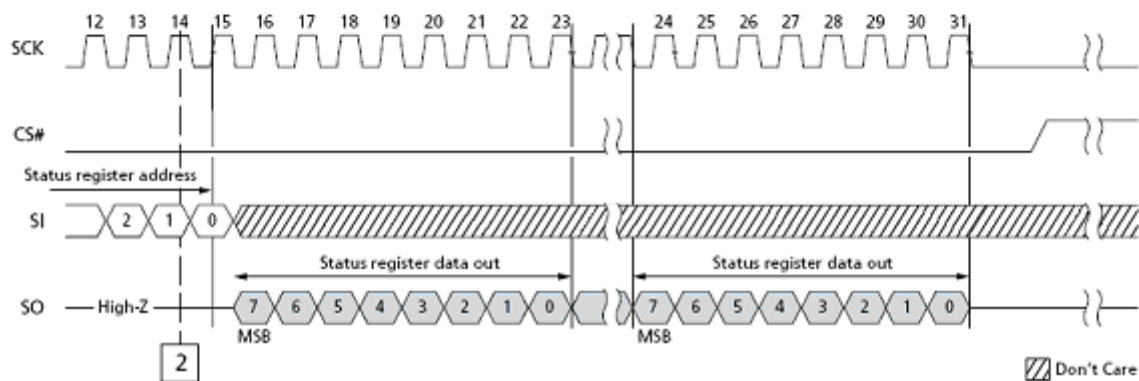 12 13 14 15 16 17 18 19 20 21 22 23 24 25 26 27 28 29 30 31
SCK
CS#
Status register address
SI 2 1 0
Status register data out Status register data out
SO High-Z 7 6 5 4 3 2 1 0 7 6 5 4 3 2 1 0
MSB MSB
2
Don't Care